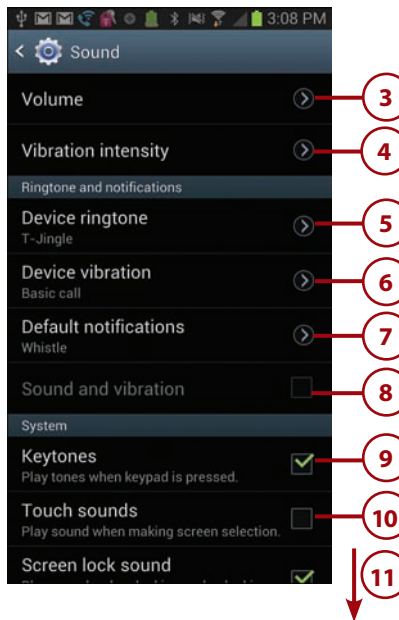 3:08 PM
Sound
Volume
3
Vibration intensity
4
Ringtone and notifications
Device ringtone
T-Jingle
5
Device vibration
Basic call
6
Default notifications
Whistle
7
Sound and vibration
8
System
Keytones
Play tones when keypad is pressed.
9
Touch sounds
Play sound when making screen selection.
10
Screen lock sound
11